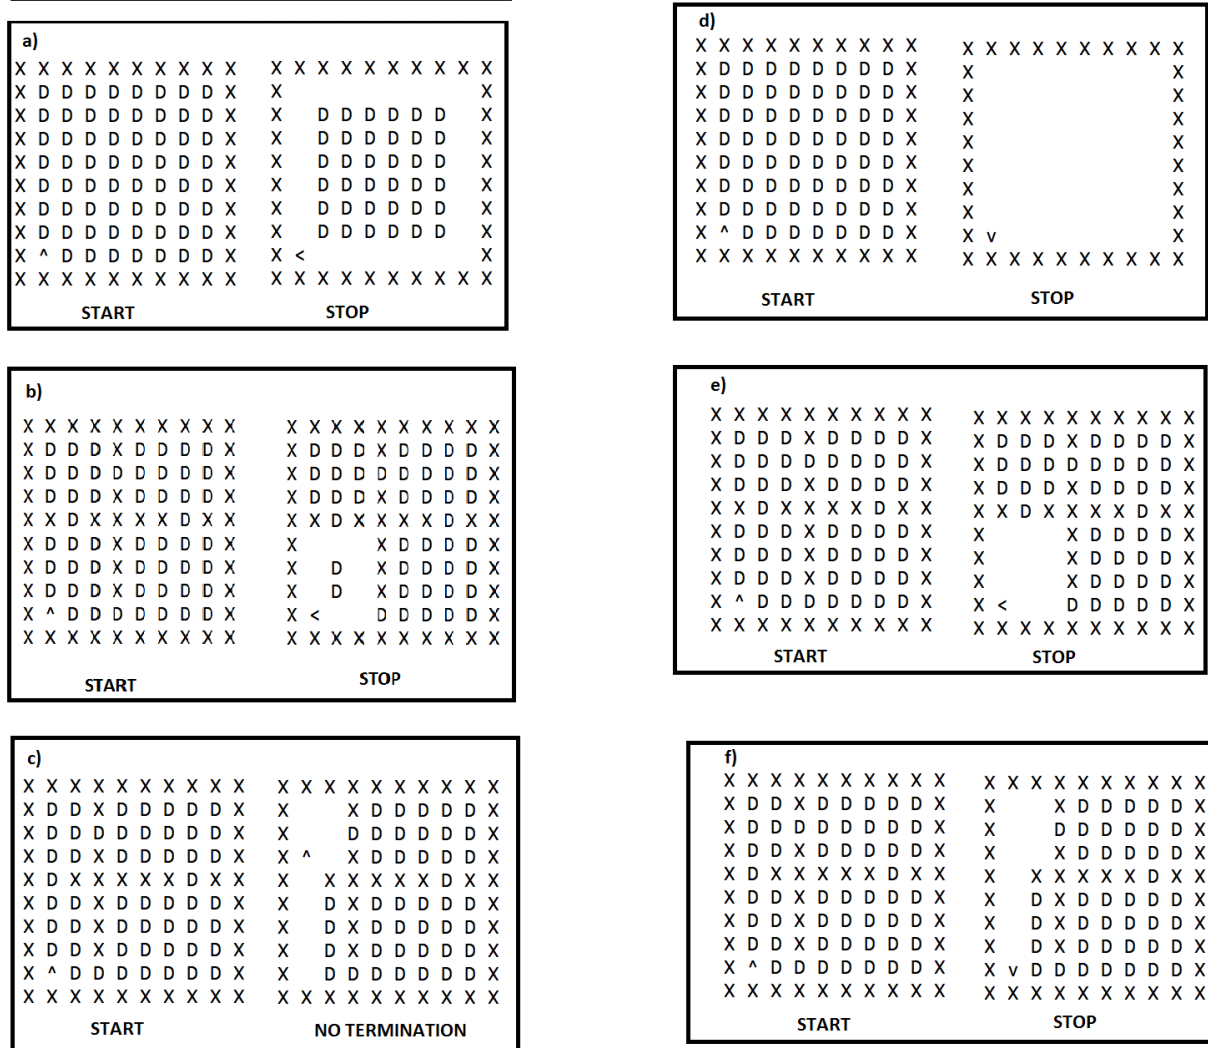 a)
X X X X X X X X X X X X X X X X X X X X
X D D D D D D D D X X X
X D D D D D D D D X X D D D D D D X
X D D D D D D D D X X D D D D D D X
X D D D D D D D D X X D D D D D D X
X D D D D D D D D X X D D D D D D X
X D D D D D D D D X X D D D D D D X
X D D D D D D D D X X D D D D D D X
X ^ D D D D D D D X X < X
X X X X X X X X X X X X X X X X X X X X
START STOP
b)
X X X X X X X X X X X X X X X X X X X X
X D D D X D D D D X X D D D X D D D D X
X D D D D D D D D X X D D D D D D D D X
X D D D X D D D D X X D D D X D D D D X
X X D X X X X D X X X X D X X X X D X X
X D D D X D D D D X X X D D D D X
X D D D X D D D D X X D X D D D D X
X D D D X D D D D X X D X D D D D X
X ^ D D D D D D D X X < D D D D D X
X X X X X X X X X X X X X X X X X X X X
START STOP
c)
X X X X X X X X X X X X X X X X X X X X
X D D X D D D D D X X X D D D D D X
X D D D D D D D D X X D D D D D D X
X D D X D D D D D X X ^ X D D D D D X
X D X X X X X D X X X X X X X X D X X
X D D X D D D D D X X D X D D D D D X
X D D X D D D D D X X D X D D D D D X
X D D X D D D D D X X D X D D D D D X
X ^ D D D D D D D X X D D D D D D D X
X X X X X X X X X X X X X X X X X X X X
START NO TERMINATION
d)
X X X X X X X X X X X X X X X X X X X X
X D D D D D D D D X X X
X D D D D D D D D X X X
X D D D D D D D D X X X
X D D D D D D D D X X X
X D D D D D D D D X X X
X D D D D D D D D X X X
X D D D D D D D D X X X
X ^ D D D D D D D X X v X
X X X X X X X X X X X X X X X X X X X X
START STOP
e)
X X X X X X X X X X X X X X X X X X X X
X D D D X D D D D X X D D D X D D D D X
X D D D D D D D D X X D D D D D D D D X
X D D D X D D D D X X D D D X D D D D X
X X D X X X X D X X X X D X X X X D X X
X D D D X D D D D X X X D D D D X
X D D D X D D D D X X X D D D D X
X D D D X D D D D X X X D D D D X
X ^ D D D D D D D X X < D D D D D X
X X X X X X X X X X X X X X X X X X X X
START STOP
f)
X X X X X X X X X X X X X X X X X X X X
X D D X D D D D D X X X D D D D D X
X D D D D D D D D X X D D D D D D X
X D D X D D D D D X X X D D D D D X
X D X X X X X D X X X X X X X X D X X
X D D X D D D D D X X D X D D D D D X
X D D X D D D D D X X D X D D D D D X
X D D X D D D D D X X D X D D D D D X
X ^ D D D D D D D X X v D D D D D D D X
X X X X X X X X X X X X X X X X X X X X
START STOP